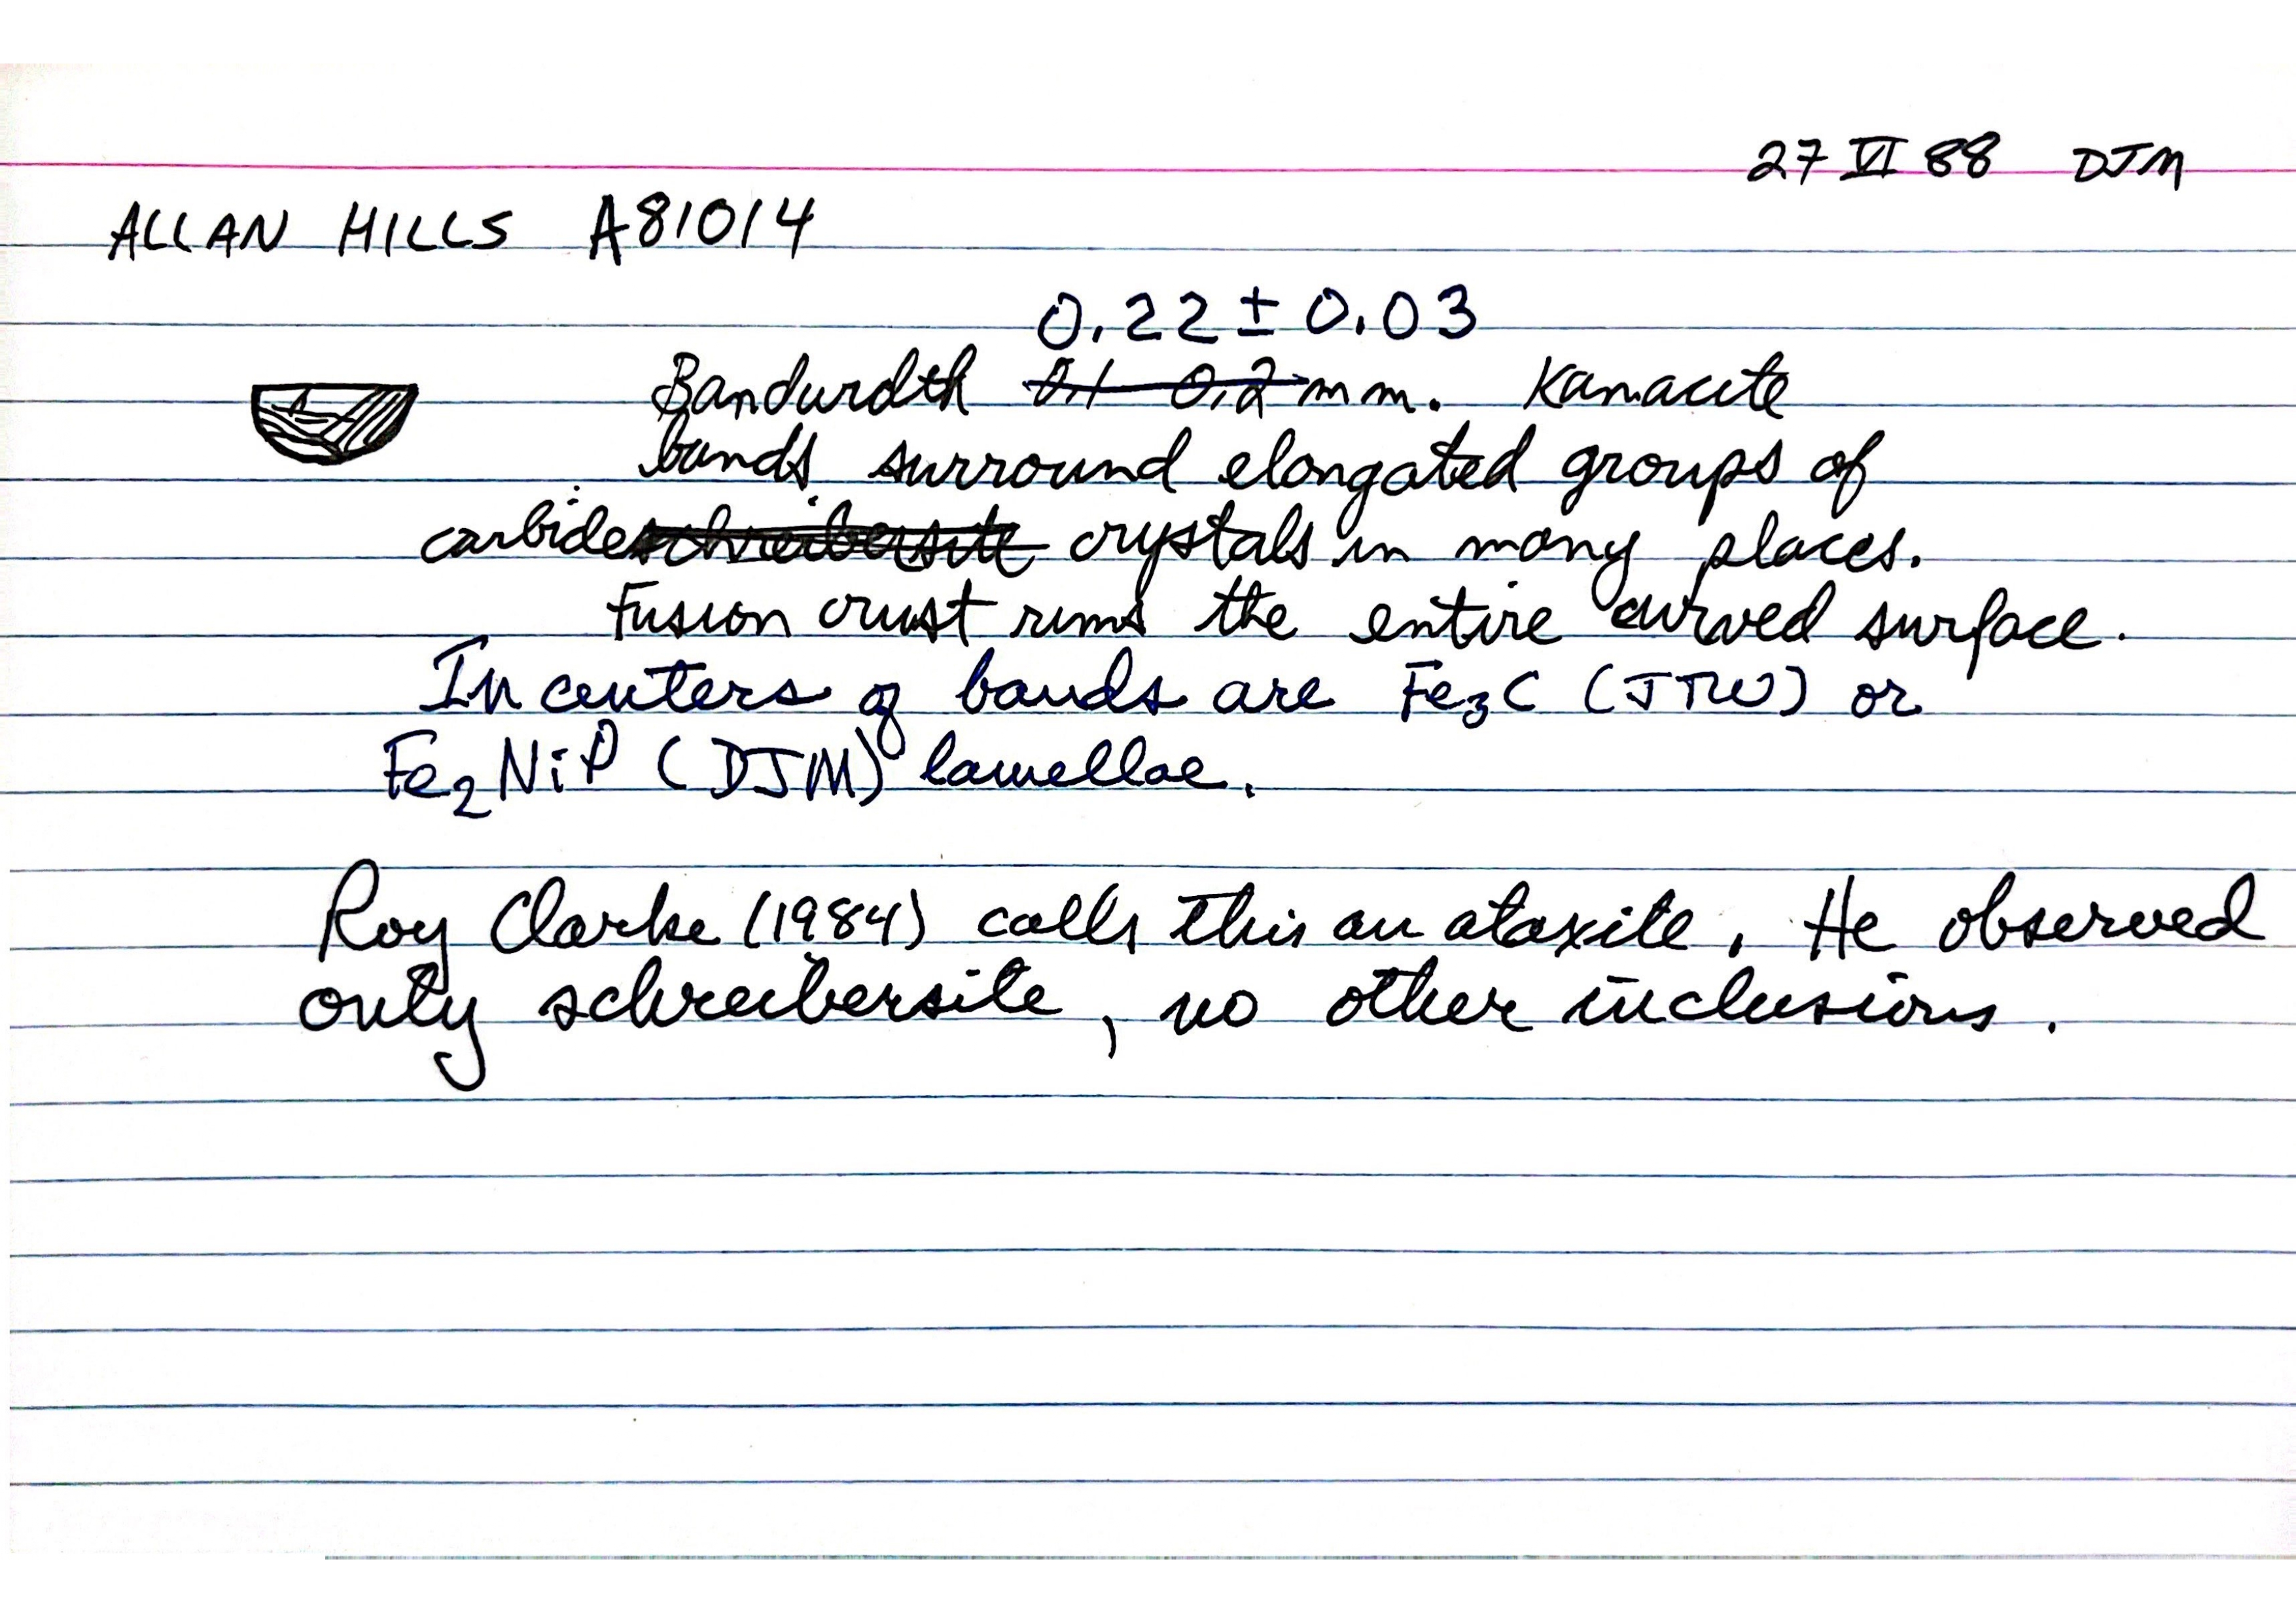 27 VI 88 DJM
ALLAN HILLS A81014
0.22 ± 0.03
Bandwidth 0.1 - 0.2 mm. Kamacite
bands surround elongated groups of
carbide schreibersite crystals in many places.
Fusion crust rims the entire curved surface.
In centers of bands are Fe₃C (JTW) or
Fe₂NiP (DJM) lamellae.
Roy Clarke (1984) calls this an ataxite. He observed
only schreibersite, no other inclusions.